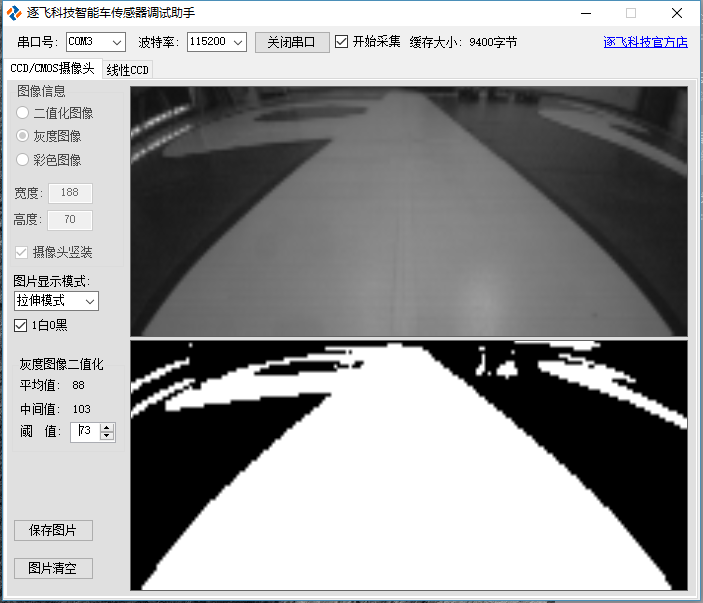 逐飞科技智能车传感器调试助手
串口号: COM3 波特率: 115200 关闭串口 开始采集 缓存大小: 9400字节 逐飞科技官方店
CCD/CMOS摄像头 线性CCD
图像信息
二值化图像
灰度图像
彩色图像
宽度: 188
高度: 70
摄像头竖装
图片显示模式:
拉伸模式
1白0黑
灰度图像二值化
平均值: 88
中间值: 103
阈 值: 73
保存图片
图片清空